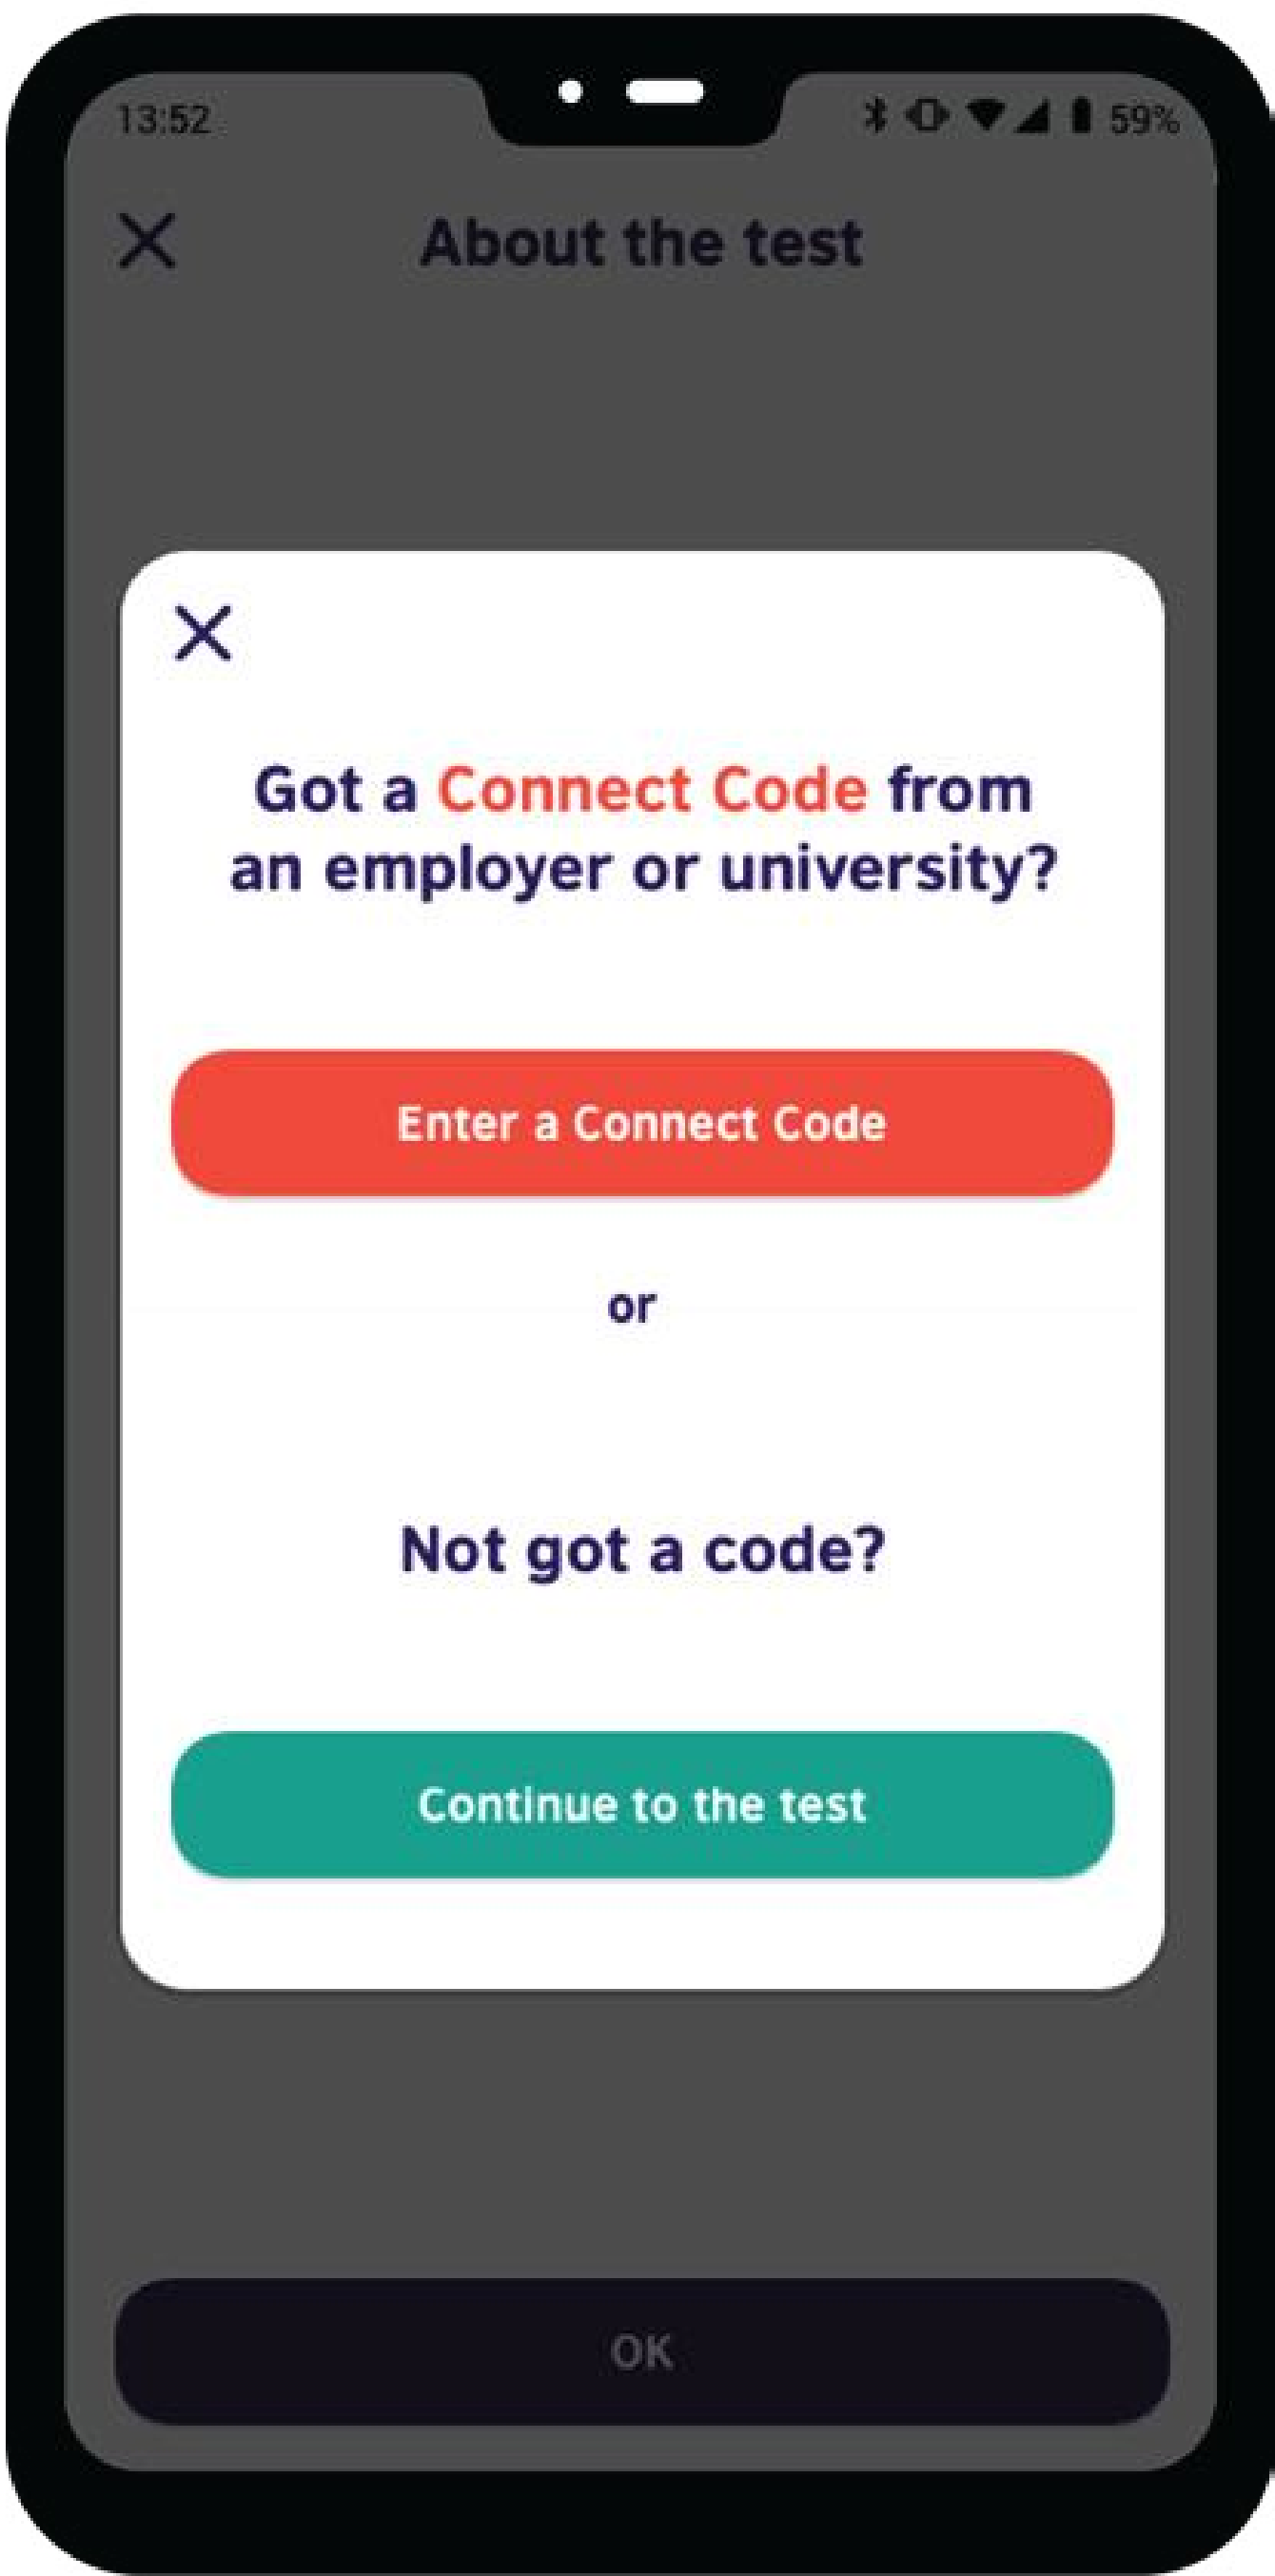 13:52
59%
About the test
Got a Connect Code from
an employer or university?
Enter a Connect Code
or
Not got a code?
Continue to the test
OK